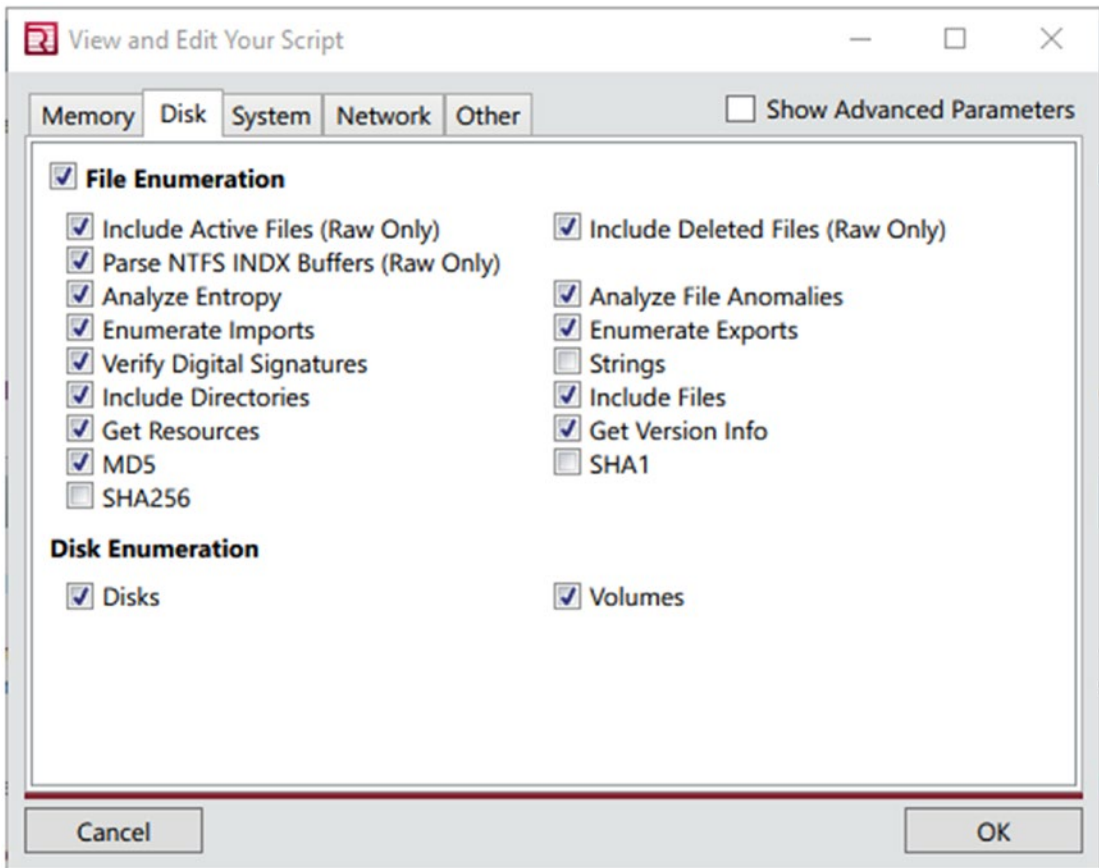 View and Edit Your Script
Memory Disk System Network Other Show Advanced Parameters
File Enumeration
Include Active Files (Raw Only) Include Deleted Files (Raw Only)
Parse NTFS INDX Buffers (Raw Only)
Analyze Entropy Analyze File Anomalies
Enumerate Imports Enumerate Exports
Verify Digital Signatures Strings
Include Directories Include Files
Get Resources Get Version Info
MD5 SHA1
SHA256
Disk Enumeration
Disks Volumes
Cancel OK